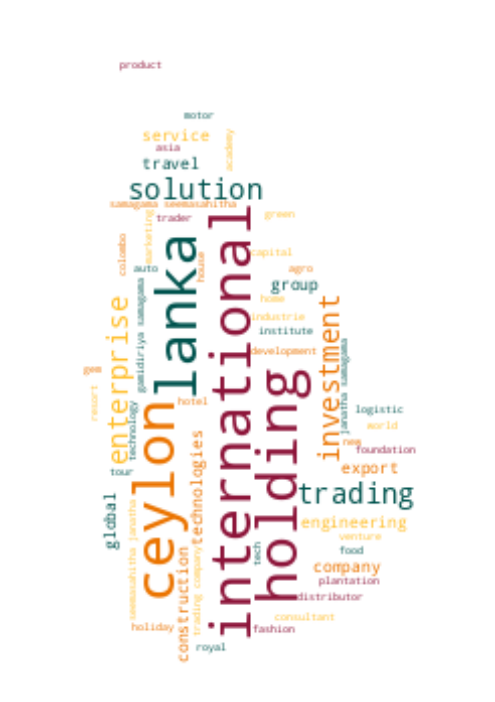 product
motor
service
asia
academy
travel
solution
samagama seemasahitha
trader
green
marketing
colombo
lanka
international
house
capital
auto
agro
gamidiriya samagama
group
home
enterprise
investment
industrie
institute
janatha samagama
development
gem
holding
resort
hotel
ceylon
technology
logistic
world
new
technologies
foundation
export
tour
trading
global
engineering
seemasahitha janatha
venture
tech
food
construction
trading company
company
plantation
distributor
consultant
holiday
fashion
royal